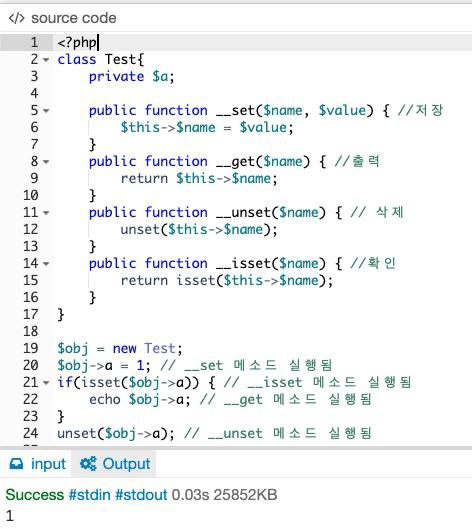 </> source code
1 <?php
2 class Test{
3 private $a;
4
5 public function __set($name, $value) { //저장
6 $this->$name = $value;
7 }
8 public function __get($name) { //출력
9 return $this->$name;
10 }
11 public function __unset($name) { // 삭제
12 unset($this->$name);
13 }
14 public function __isset($name) { //확인
15 return isset($this->$name);
16 }
17 }
18
19 $obj = new Test;
20 $obj->a = 1; // __set 메소드 실행됨
21 if(isset($obj->a)) { // __isset 메소드 실행됨
22 echo $obj->a; // __get 메소드 실행됨
23 }
24 unset($obj->a); // __unset 메소드 실행됨
input Output
Success #stdin #stdout 0.03s 25852KB
1